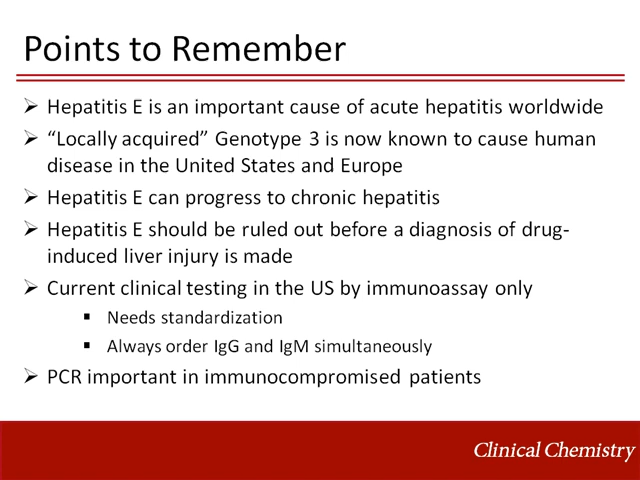 Points to Remember
➢ Hepatitis E is an important cause of acute hepatitis worldwide
➢ “Locally acquired” Genotype 3 is now known to cause human
disease in the United States and Europe
➢ Hepatitis E can progress to chronic hepatitis
➢ Hepatitis E should be ruled out before a diagnosis of drug-
induced liver injury is made
➢ Current clinical testing in the US by immunoassay only
▪ Needs standardization
▪ Always order IgG and IgM simultaneously
➢ PCR important in immunocompromised patients
Clinical Chemistry